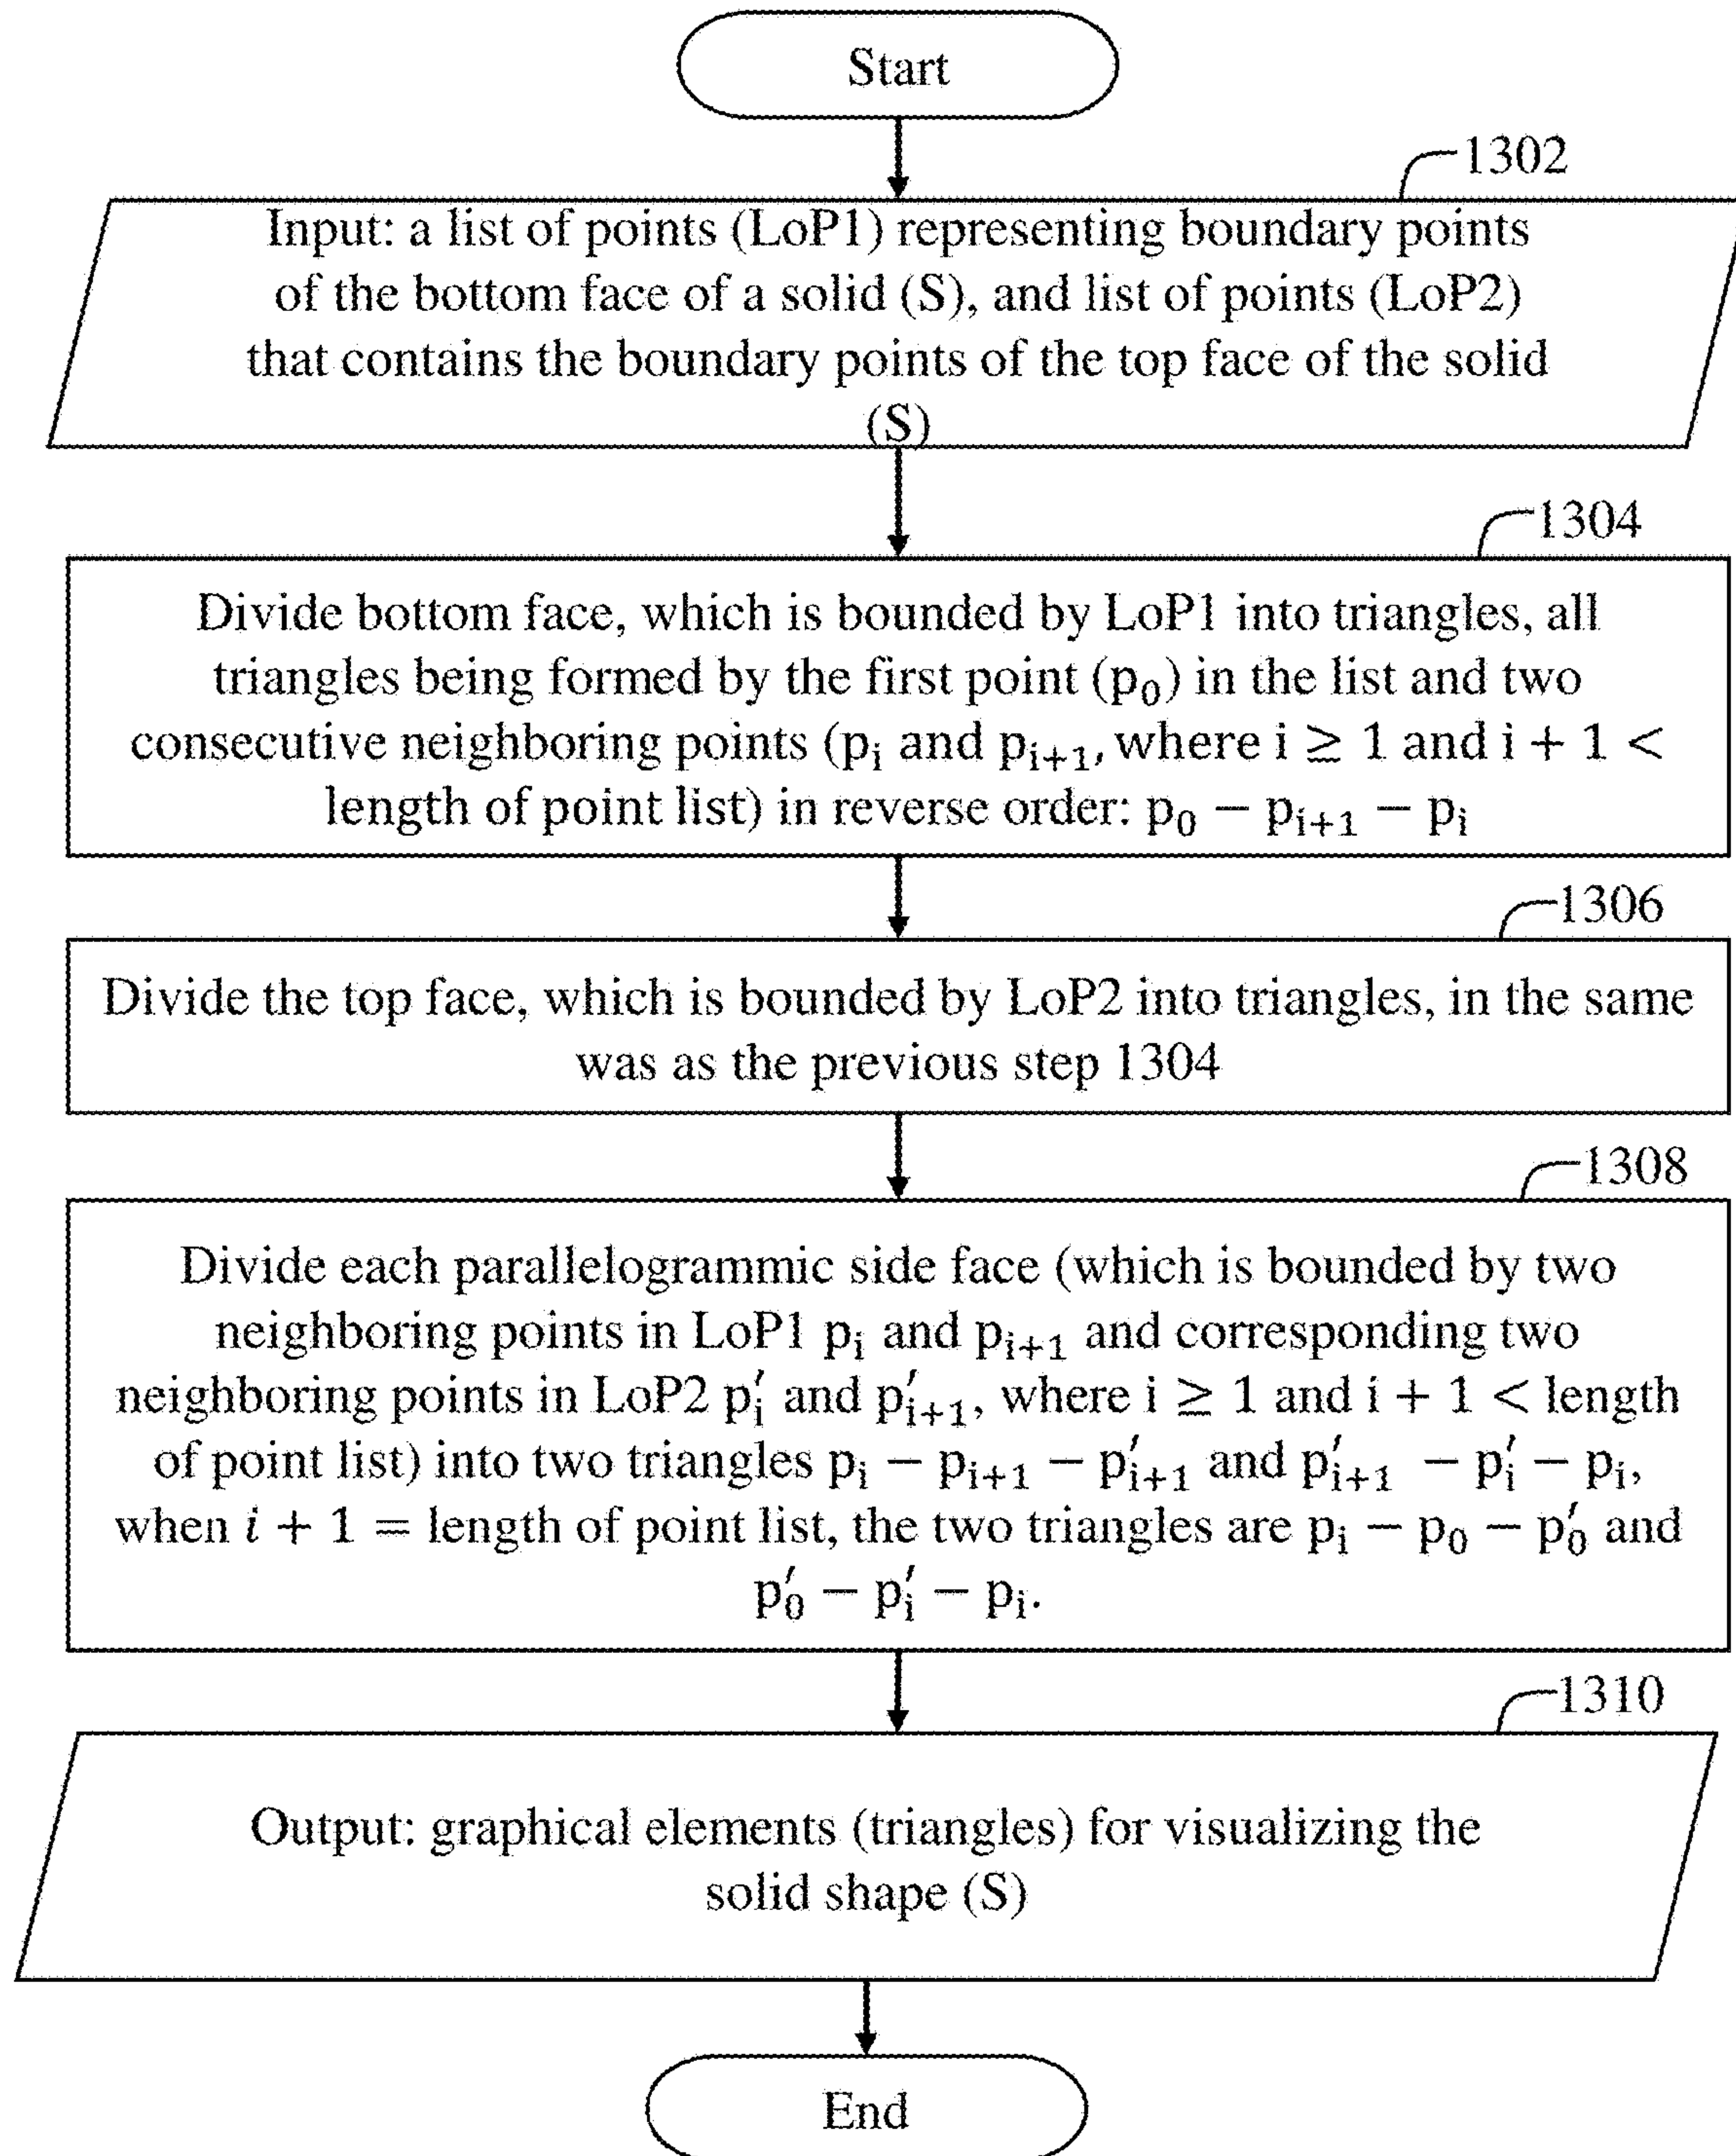 Start
1302
Input: a list of points (LoP1) representing boundary points
of the bottom face of a solid (S), and list of points (LoP2)
that contains the boundary points of the top face of the solid
(S)
1304
Divide bottom face, which is bounded by LoP1 into triangles, all
triangles being formed by the first point (p₀) in the list and two
consecutive neighboring points (pᵢ and pᵢ₊₁, where i ≥ 1 and i + 1 <
length of point list) in reverse order: p₀ − pᵢ₊₁ − pᵢ
1306
Divide the top face, which is bounded by LoP2 into triangles, in the same
was as the previous step 1304
1308
Divide each parallelogrammic side face (which is bounded by two
neighboring points in LoP1 pᵢ and pᵢ₊₁ and corresponding two
neighboring points in LoP2 p′ᵢ and p′ᵢ₊₁, where i ≥ 1 and i + 1 < length
of point list) into two triangles pᵢ − pᵢ₊₁ − p′ᵢ₊₁ and p′ᵢ₊₁ − p′ᵢ − pᵢ,
when i + 1 = length of point list, the two triangles are pᵢ − p₀ − p′₀ and
p′₀ − p′ᵢ − pᵢ.
1310
Output: graphical elements (triangles) for visualizing the
solid shape (S)
End